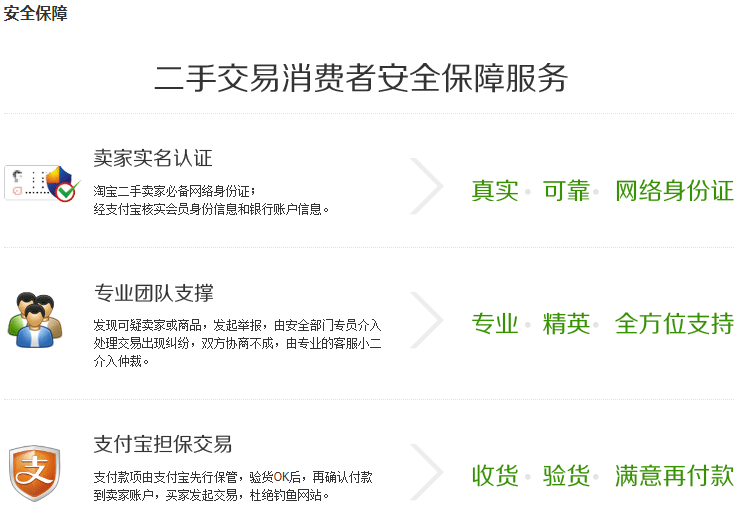 安全保障
二手交易消费者安全保障服务
卖家实名认证
淘宝二手卖家必备网络身份证；
经支付宝核实会员身份信息和银行账户信息。
真实 · 可靠 · 网络身份证
专业团队支撑
发现可疑卖家或商品，发起举报，由安全部门专员介入
处理交易出现纠纷，双方协商不成，由专业的客服小二
介入仲裁。
专业 · 精英 · 全方位支持
支付宝担保交易
支付款项由支付宝先行保管，验货OK后，再确认付款
到卖家账户，买家发起交易，杜绝钓鱼网站。
支
收货 · 验货 · 满意再付款